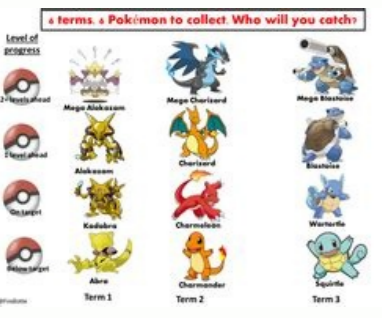 6 terms. 6 Pokémon to collect. Who will you catch?
Level of
progress
2+ levels ahead
Mega Alakazam
Mega Charizard
Mega Blastoise
1 level ahead
Alakazam
Charizard
Blastoise
On target
Kadabra
Charmeleon
Wartortle
Below target
Abra
Charmander
Squirtle
Term 1
Term 2
Term 3